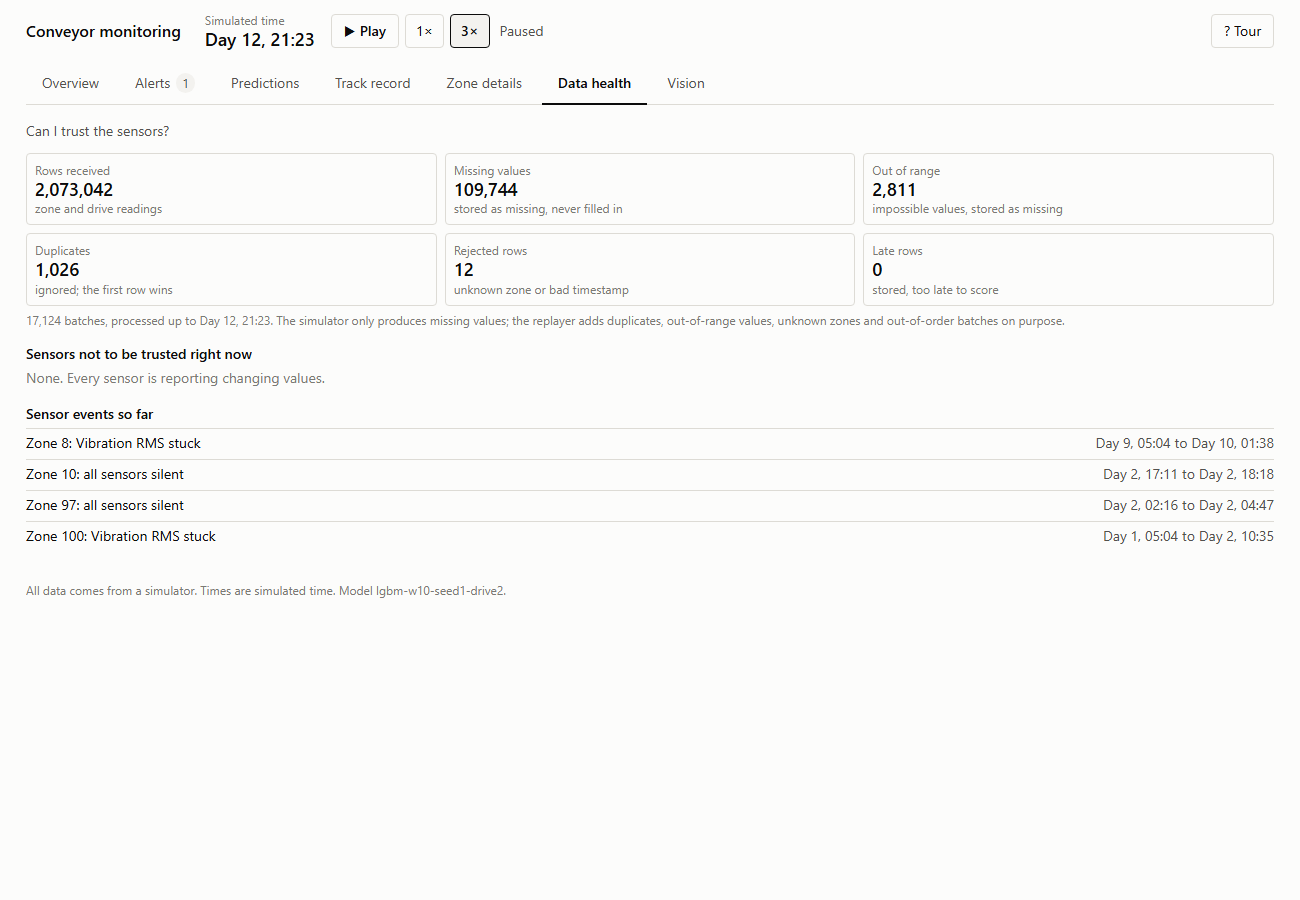 Conveyor monitoring
Simulated time
Day 12, 21:23
▶ Play
1×
3×
Paused
? Tour
Overview
Alerts 1
Predictions
Track record
Zone details
Data health
Vision
Can I trust the sensors?
Rows received
2,073,042
zone and drive readings
Missing values
109,744
stored as missing, never filled in
Out of range
2,811
impossible values, stored as missing
Duplicates
1,026
ignored; the first row wins
Rejected rows
12
unknown zone or bad timestamp
Late rows
0
stored, too late to score
17,124 batches, processed up to Day 12, 21:23. The simulator only produces missing values; the replayer adds duplicates, out-of-range values, unknown zones and out-of-order batches on purpose.
Sensors not to be trusted right now
None. Every sensor is reporting changing values.
Sensor events so far
Zone 8: Vibration RMS stuck Day 9, 05:04 to Day 10, 01:38
Zone 10: all sensors silent Day 2, 17:11 to Day 2, 18:18
Zone 97: all sensors silent Day 2, 02:16 to Day 2, 04:47
Zone 100: Vibration RMS stuck Day 1, 05:04 to Day 2, 10:35
All data comes from a simulator. Times are simulated time. Model lgbm-w10-seed1-drive2.